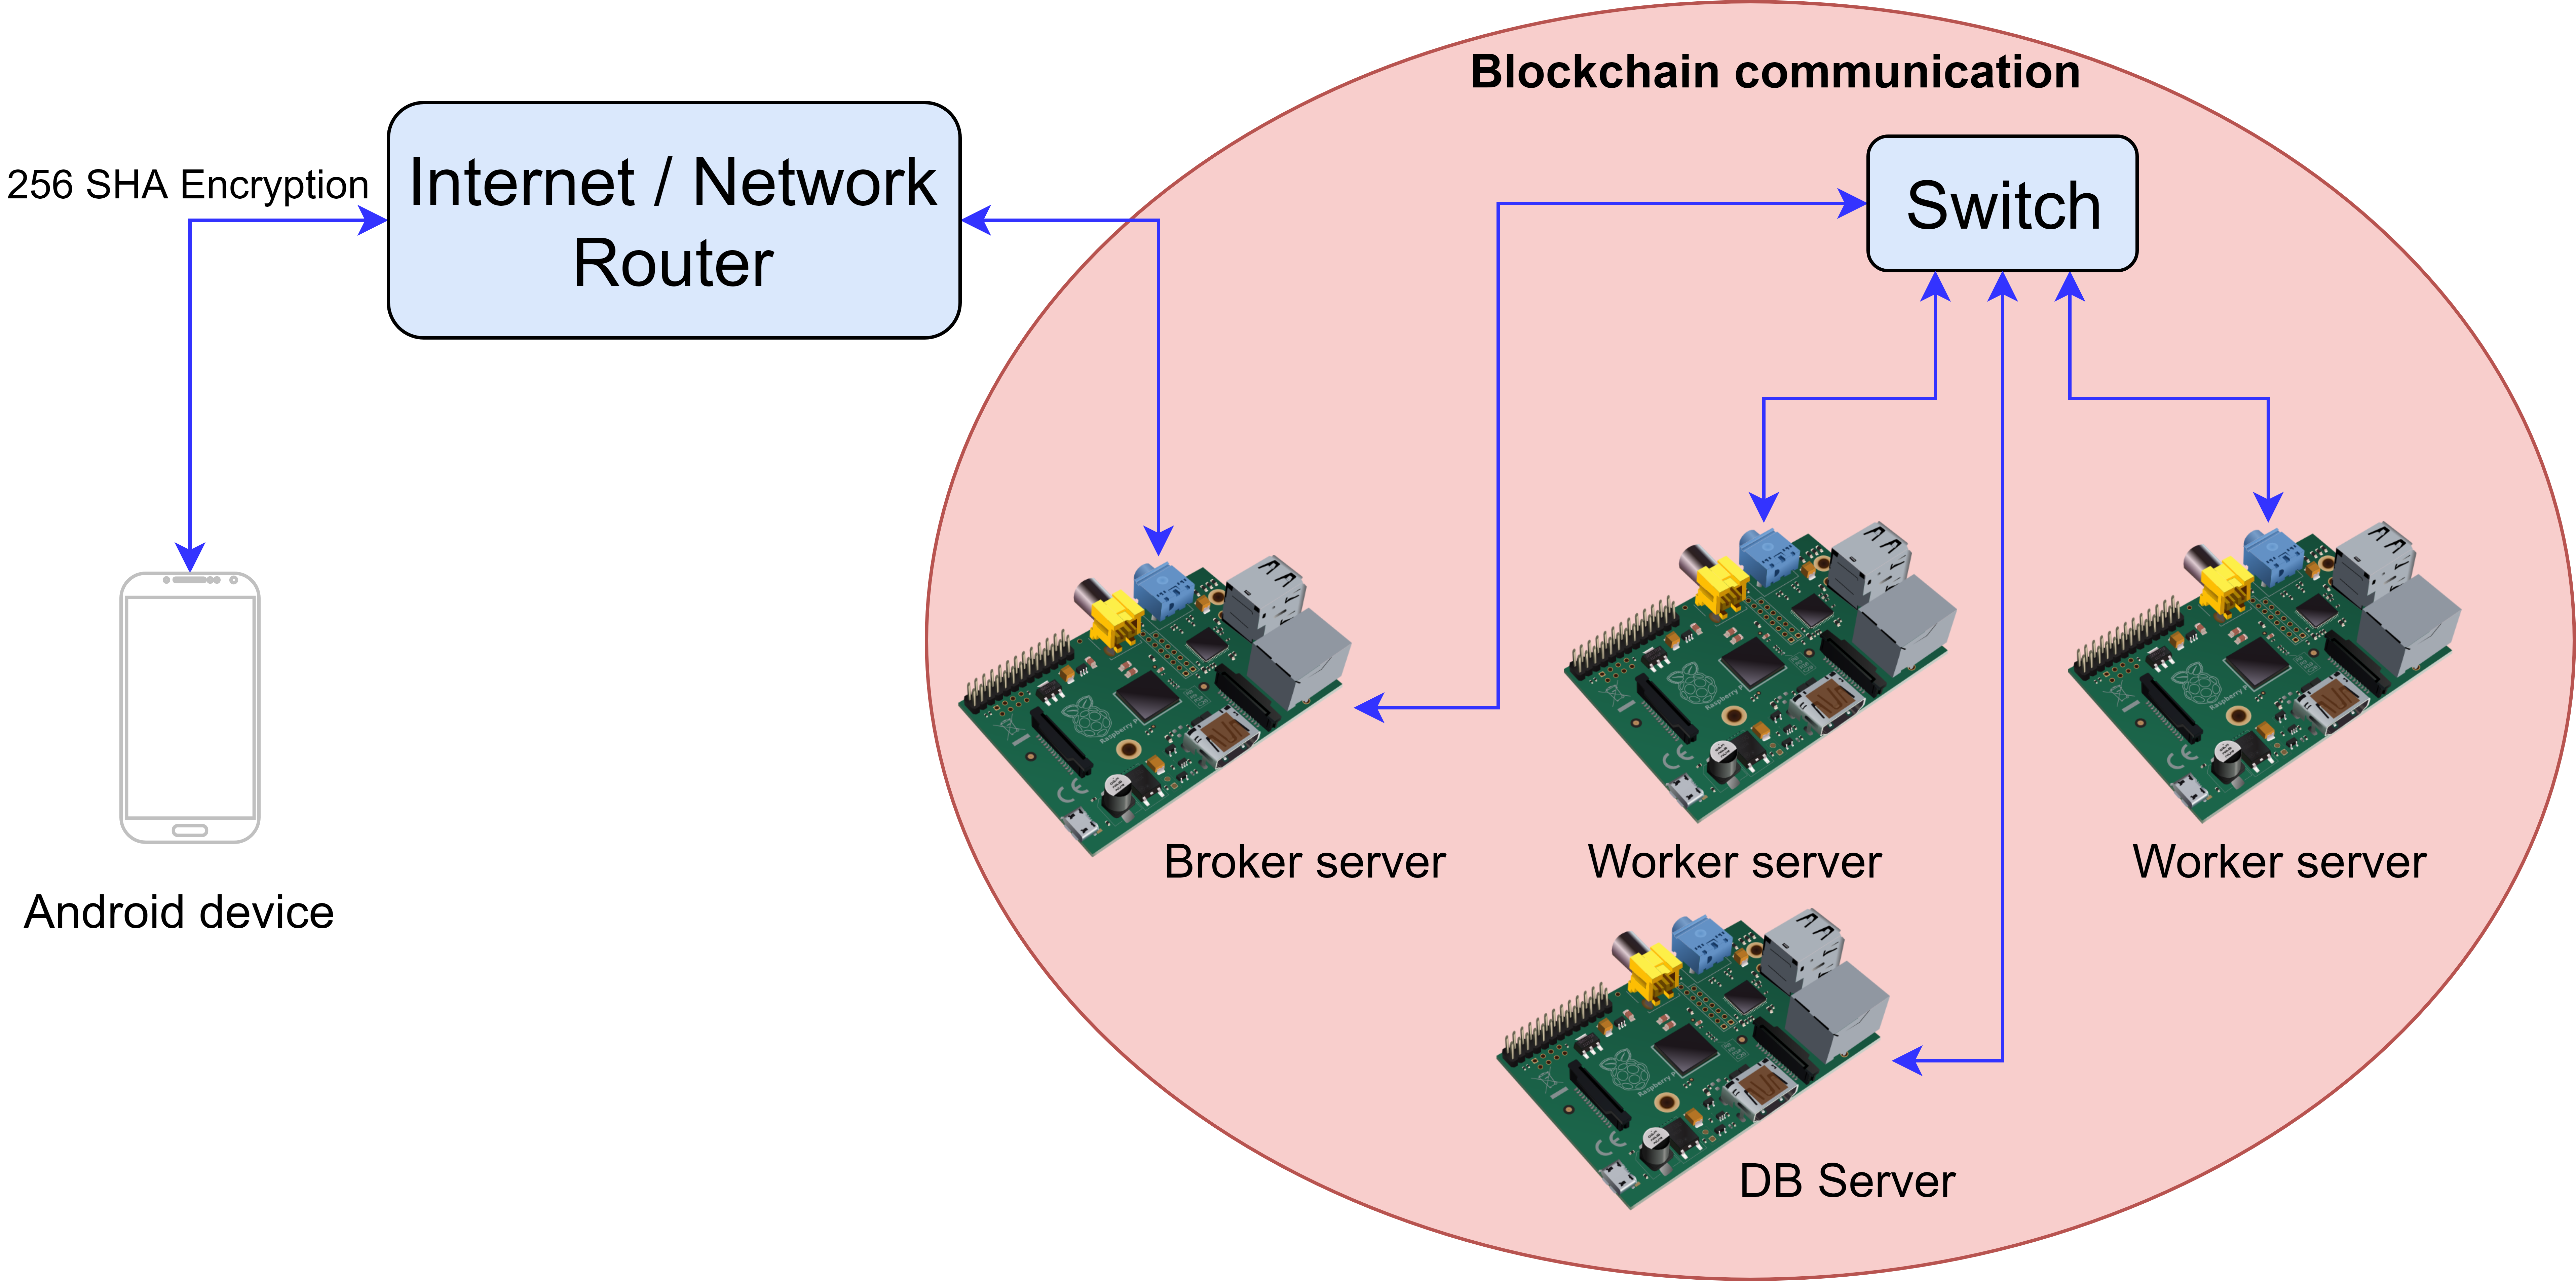 Blockchain communication
256 SHA Encryption
Internet / Network
Router
Switch
Broker server
Worker server
Worker server
Android device
DB Server